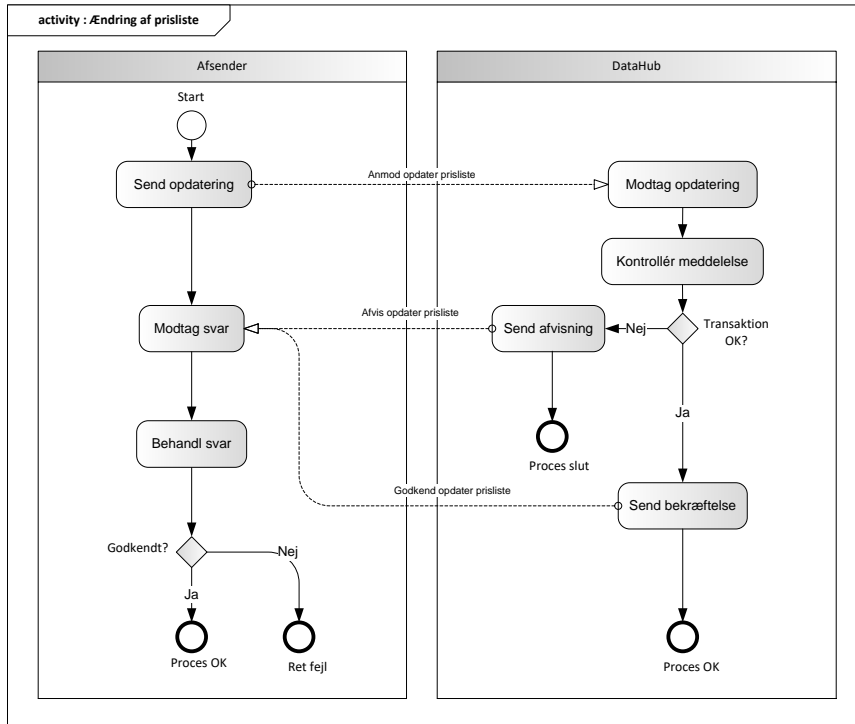 activity : Ændring af prisliste
Afsender
DataHub
Start
Send opdatering
Anmod opdater prisliste
Modtag opdatering
Kontrollér meddelelse
Modtag svar
Afvis opdater prisliste
Send afvisning
Nej
Transaktion
OK?
Ja
Behandl svar
Proces slut
Godkend opdater prisliste
Send bekræftelse
Godkendt?
Nej
Ja
Proces OK
Ret fejl
Proces OK